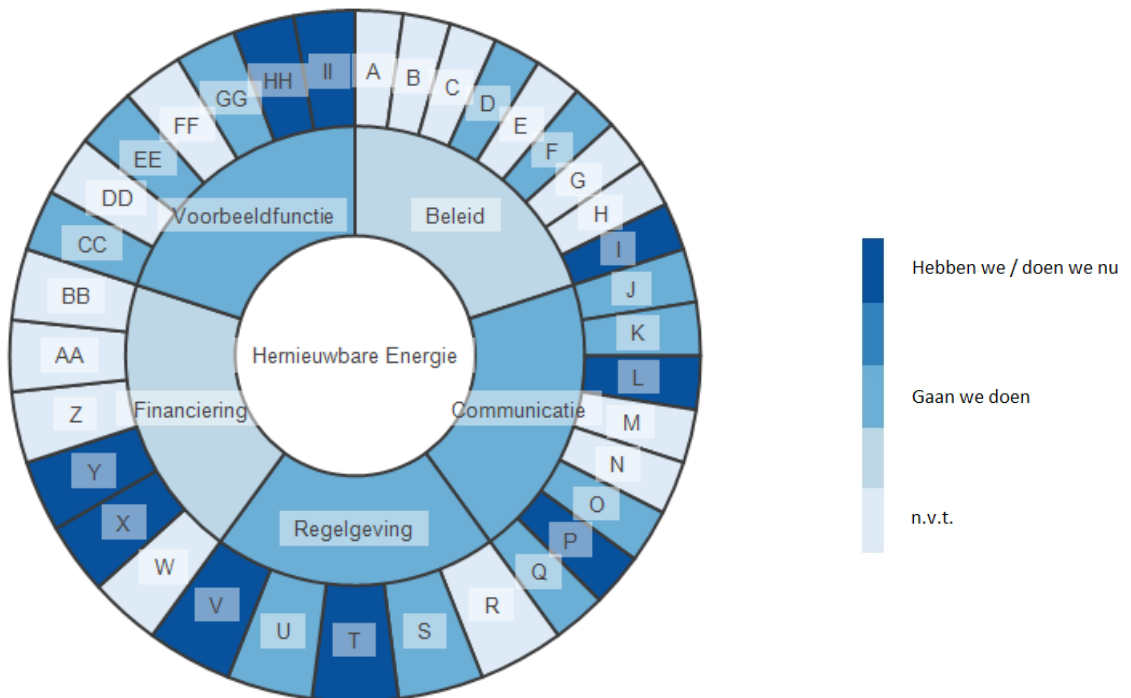 A
B
C
D
E
F
G
H
I
J
K
L
M
N
O
P
Q
R
S
T
U
V
W
X
Y
Z
AA
BB
CC
DD
EE
FF
GG
HH
II
Beleid
Communicatie
Regelgeving
Financiering
Voorbeeldfunctie
Hernieuwbare Energie
Hebben we / doen we nu
Gaan we doen
n.v.t.